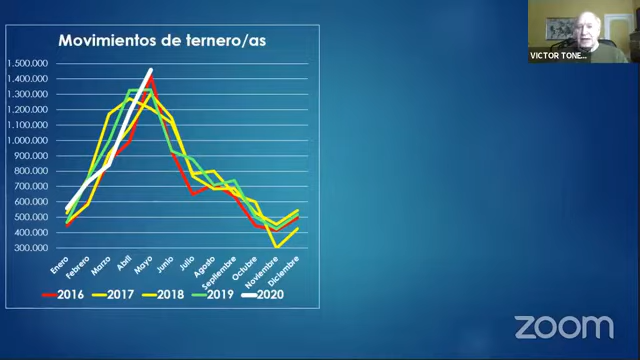 Movimientos de ternero/as
1.500.000
1.400.000
1.300.000
1.200.000
1.100.000
1.000.000
900.000
800.000
700.000
600.000
500.000
400.000
300.000
Enero
Febrero
Marzo
Abril
Mayo
Junio
Julio
Agosto
Septiembre
Octubre
Noviembre
Diciembre
2016 2017 2018 2019 2020
VICTOR TONE...
zoom